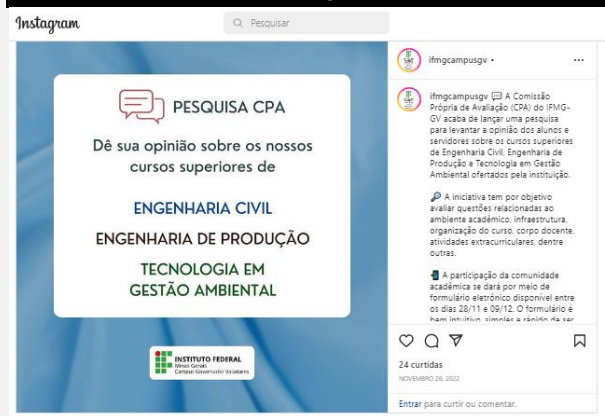 Instagram
Pesquisar
PESQUISA CPA
Dê sua opinião sobre os nossos
cursos superiores de
ENGENHARIA CIVIL
ENGENHARIA DE PRODUÇÃO
TECNOLOGIA EM
GESTÃO AMBIENTAL
INSTITUTO FEDERAL
Minas Gerais
Campus Governador Valadares
ifmgcampusgv •
ifmgcampusgv 💬 A Comissão
Própria de Avaliação (CPA) do IFMG-
GV acaba de lançar uma pesquisa
para levantar a opinião dos alunos e
servidores sobre os cursos superiores
de Engenharia Civil, Engenharia de
Produção e Tecnologia em Gestão
Ambiental ofertados pela instituição.
🔎 A iniciativa tem por objetivo
avaliar questões relacionadas ao
ambiente acadêmico, infraestrutura,
organização do curso, corpo docente,
atividades extracurriculares, dentre
outras.
📲 A participação da comunidade
acadêmica se dará por meio de
formulário eletrônico disponível entre
os dias 28/11 e 09/12. O formulário é
bem intuitivo, simples e rápido de ser
24 curtidas
NOVEMBRO 28, 2022
Entrar para curtir ou comentar.